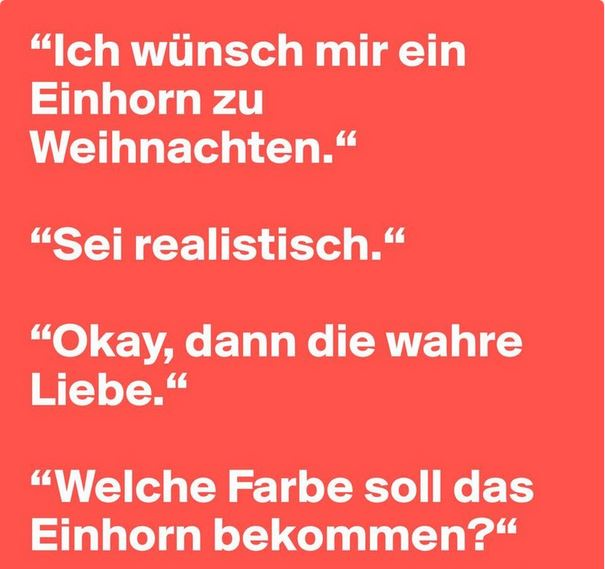 “Ich wünsch mir ein
Einhorn zu
Weihnachten.“
“Sei realistisch.“
“Okay, dann die wahre
Liebe.“
“Welche Farbe soll das
Einhorn bekommen?“